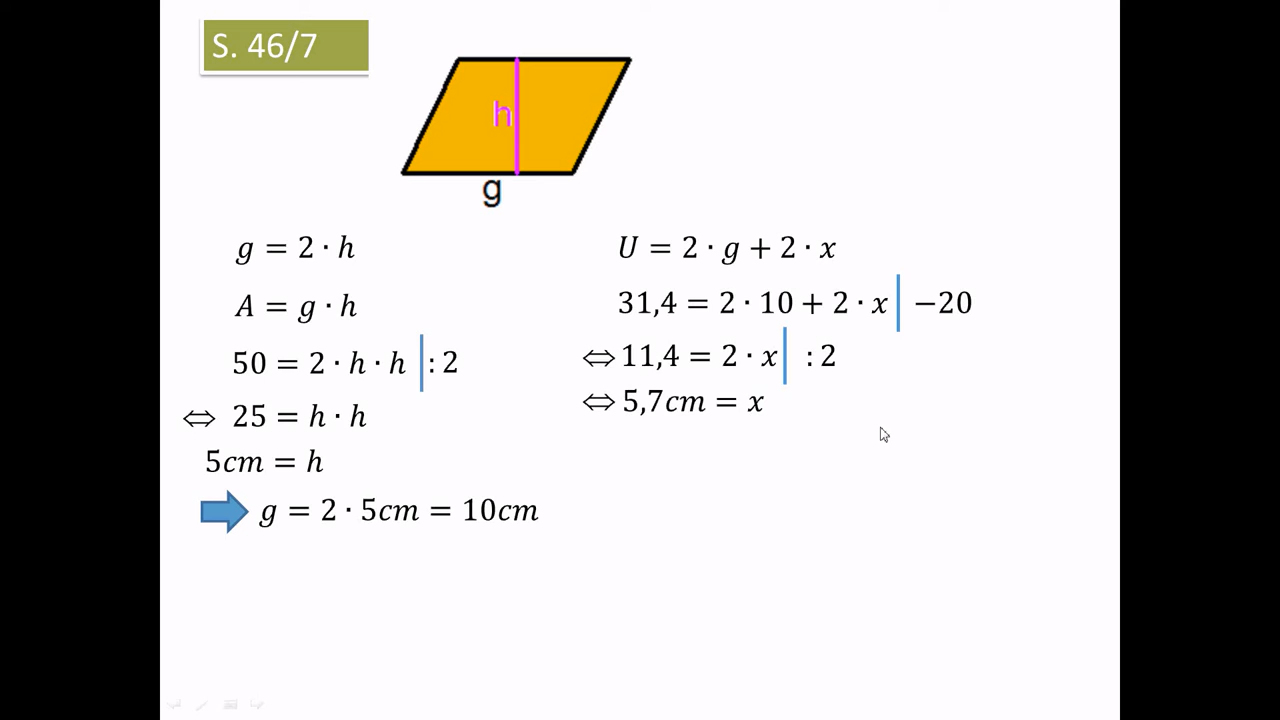 S. 46/7
h
g
g = 2 · h
A = g · h
50 = 2 · h · h | : 2
⇔ 25 = h · h
5cm = h
g = 2 · 5cm = 10cm
U = 2 · g + 2 · x
31,4 = 2 · 10 + 2 · x | −20
⇔ 11,4 = 2 · x | : 2
⇔ 5,7cm = x